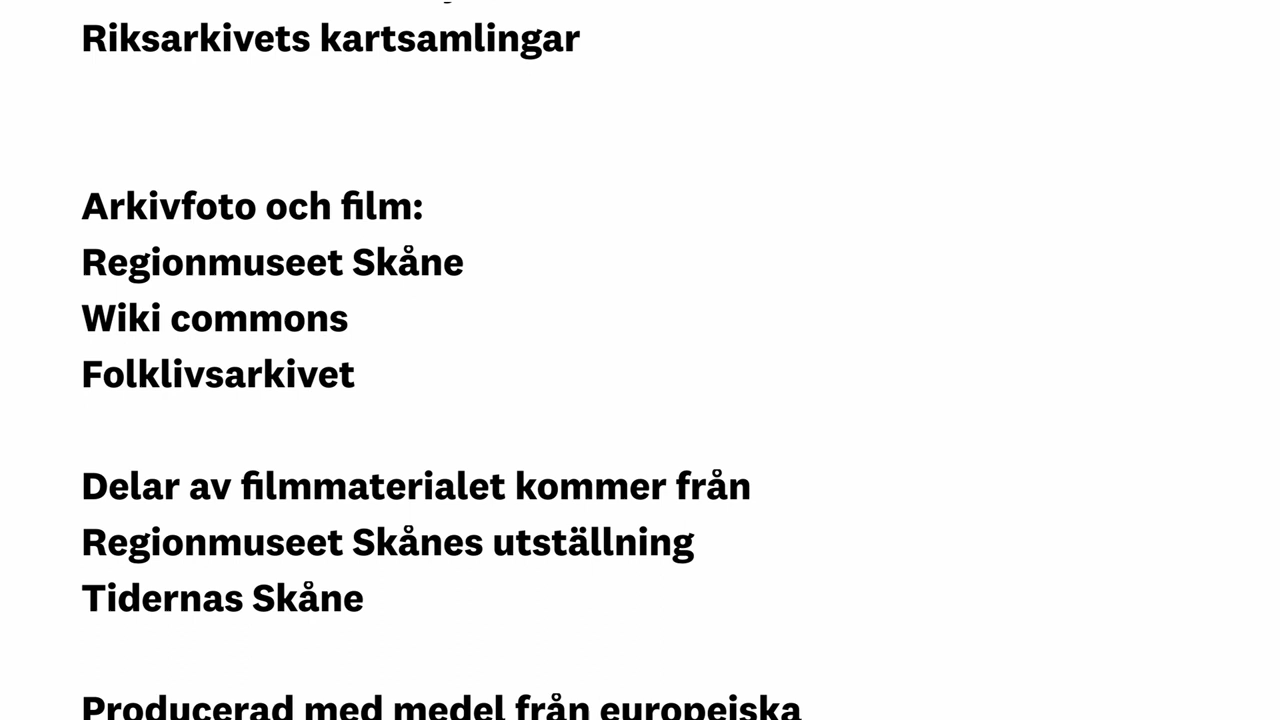 Riksarkivets kartsamlingar
Arkivfoto och film:
Regionmuseet Skåne
Wiki commons
Folklivsarkivet
Delar av filmmaterialet kommer från
Regionmuseet Skånes utställning
Tidernas Skåne
Producerad med medel från europeiska